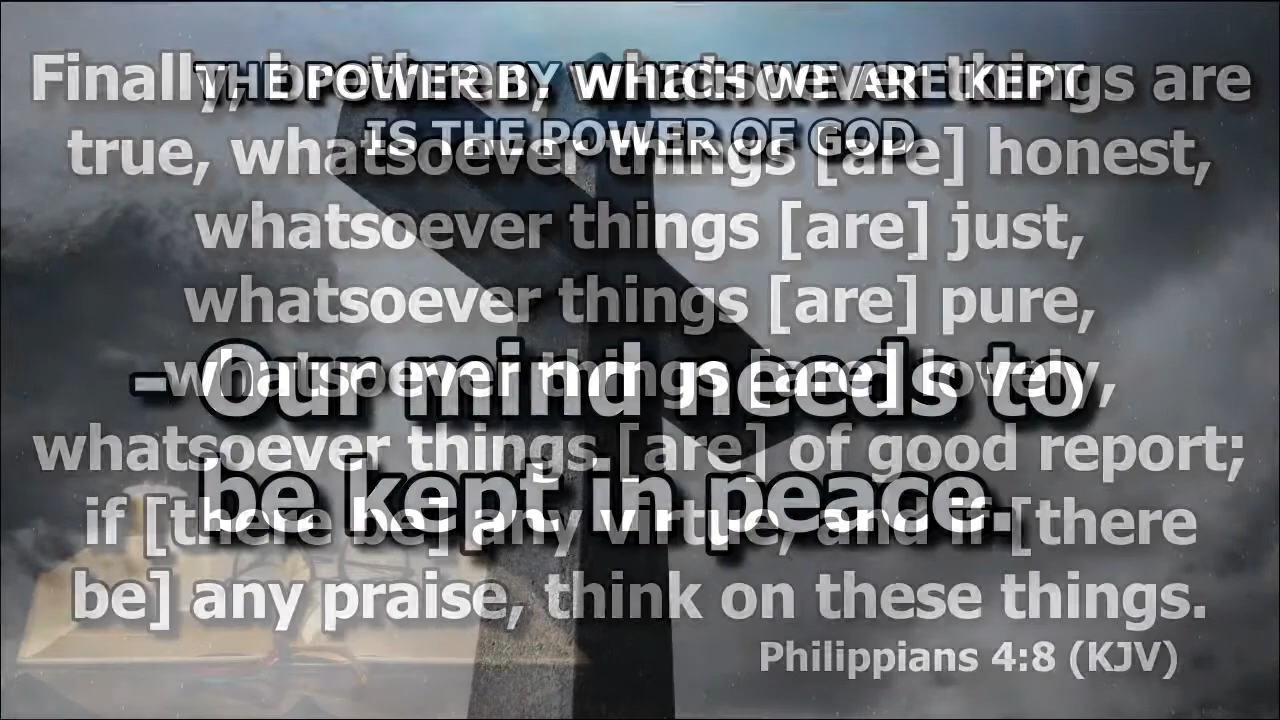 THE POWER BY WHICH WE ARE KEPT
IS THE POWER OF GOD
- Our mind needs to
be kept in peace.
Finally, brethren, whatsoever things are
true, whatsoever things [are] honest,
whatsoever things [are] just,
whatsoever things [are] pure,
whatsoever things [are] lovely,
whatsoever things [are] of good report;
if [there be] any virtue, and if [there
be] any praise, think on these things.
Philippians 4:8 (KJV)